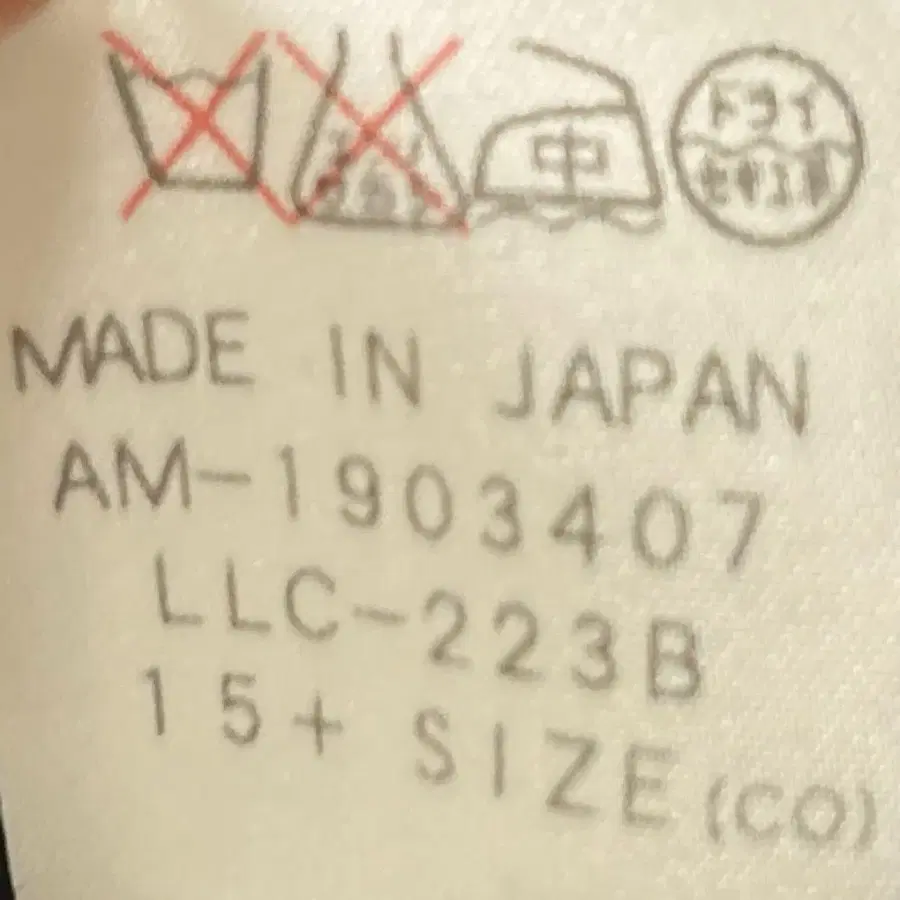 中 ドライ
セキユ系
MADE IN JAPAN
AM-1903407
LLC-223B
15+ SIZE (CO)